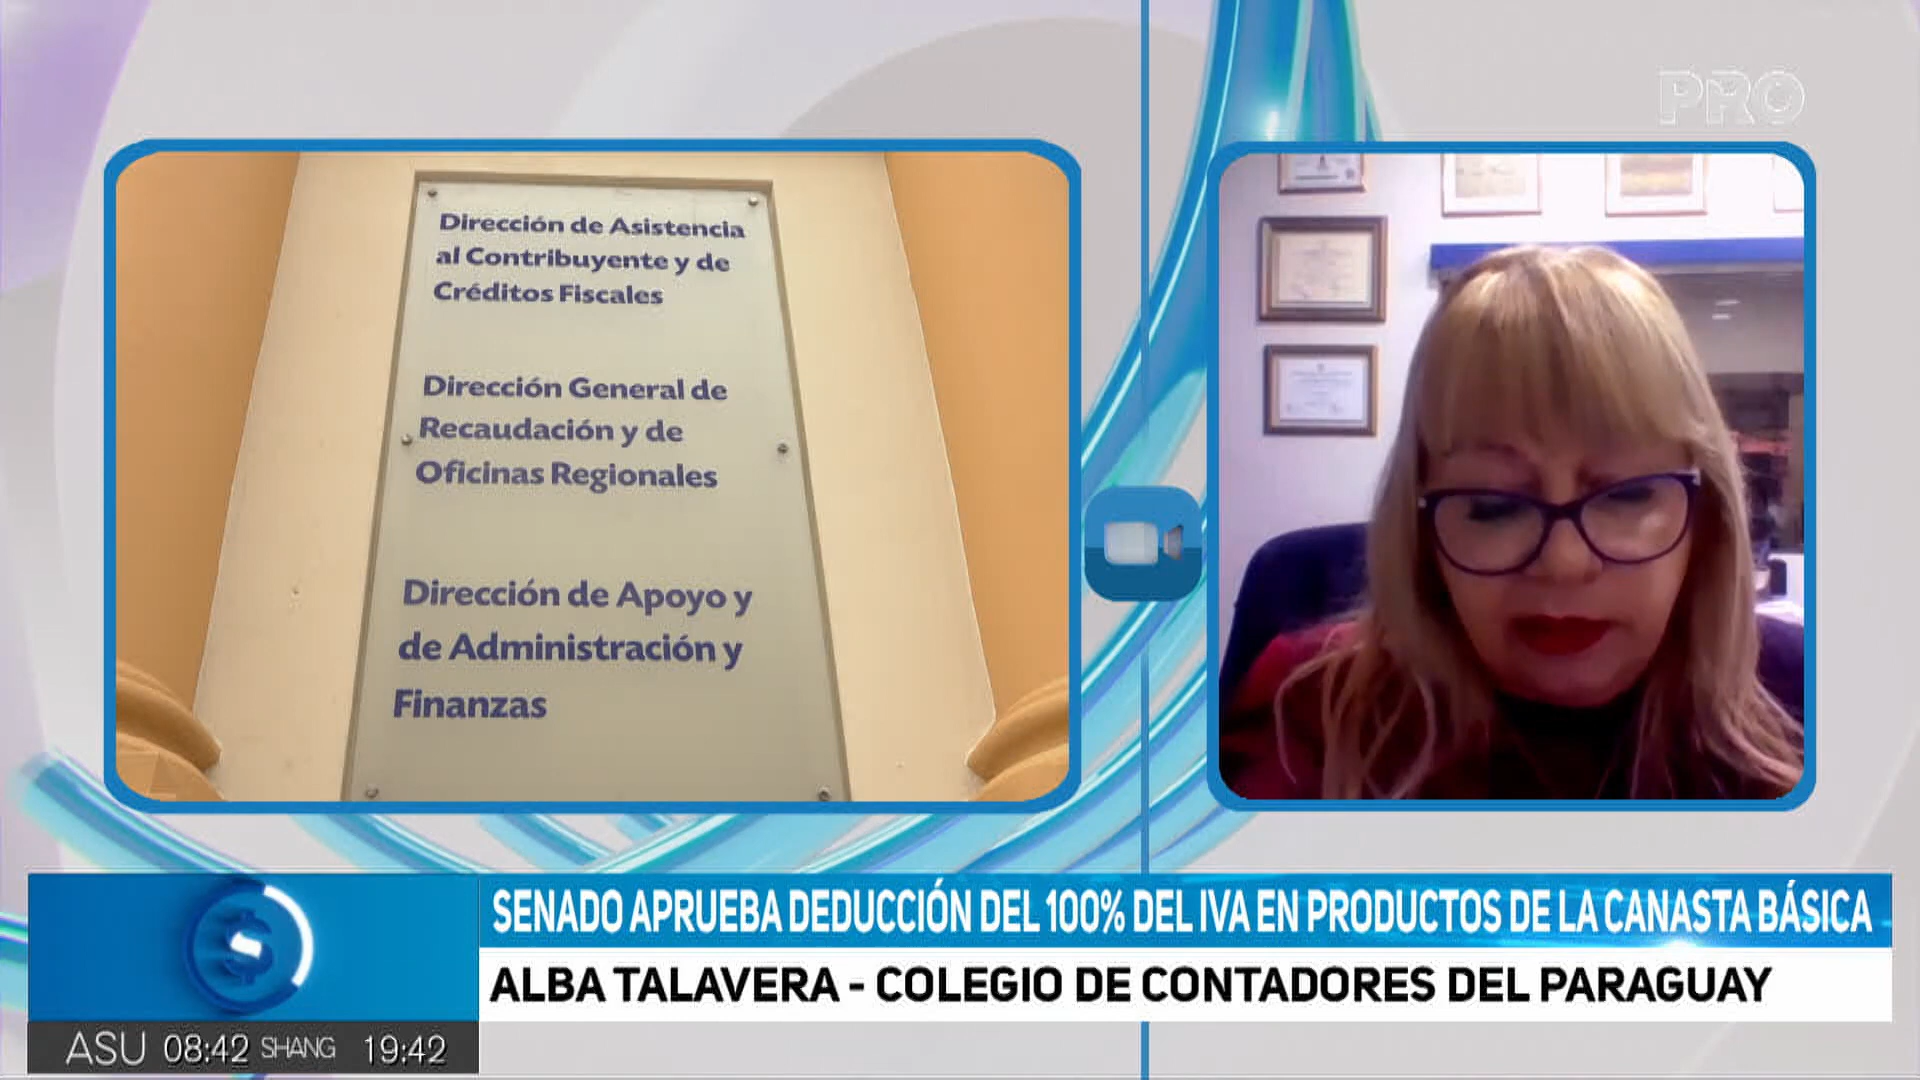 PRO
Dirección de Asistencia
al Contribuyente y de
Créditos Fiscales
Dirección General de
Recaudación y de
Oficinas Regionales
Dirección de Apoyo y
de Administración y
Finanzas
SENADO APRUEBA DEDUCCIÓN DEL 100% DEL IVA EN PRODUCTOS DE LA CANASTA BÁSICA
ALBA TALAVERA - COLEGIO DE CONTADORES DEL PARAGUAY
ASU 08:42 SHANG 19:42